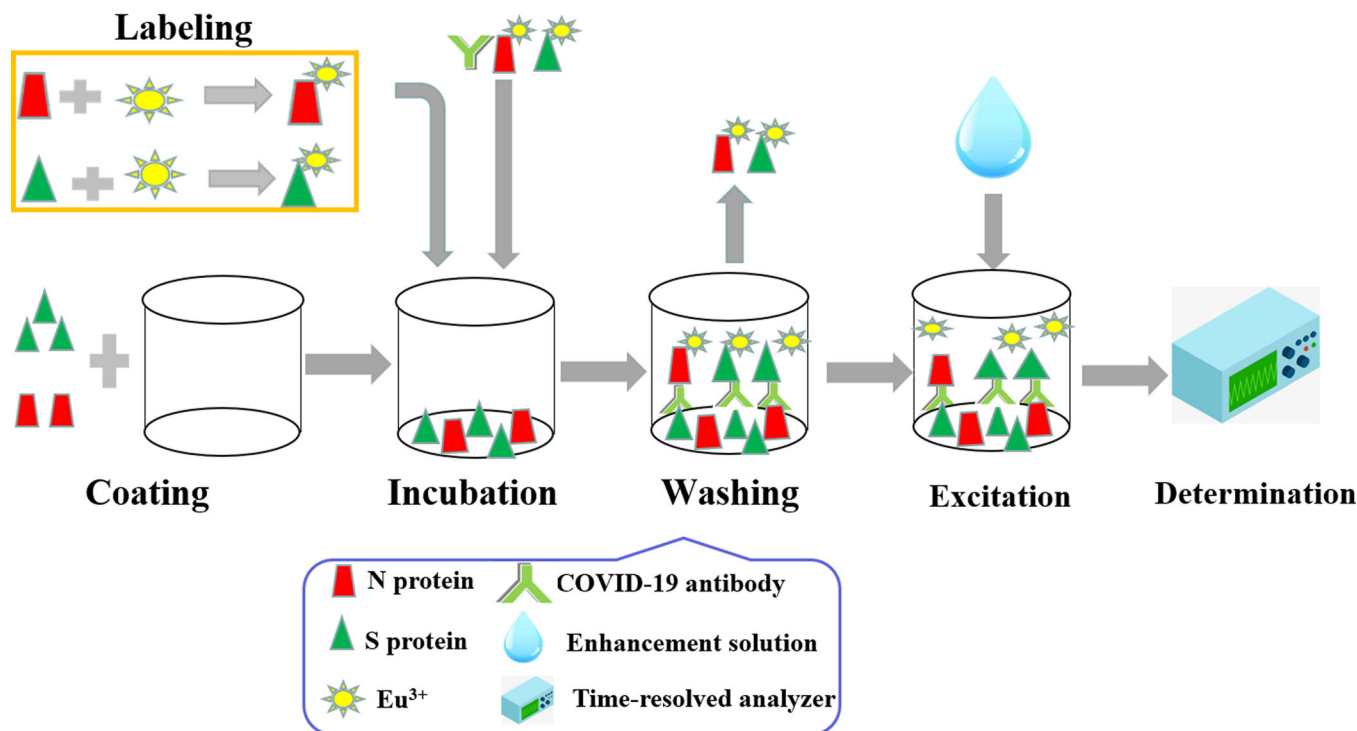 Labeling
Coating
Incubation
Washing
Excitation
Determination
N protein
COVID-19 antibody
S protein
Enhancement solution
Eu³⁺
Time-resolved analyzer